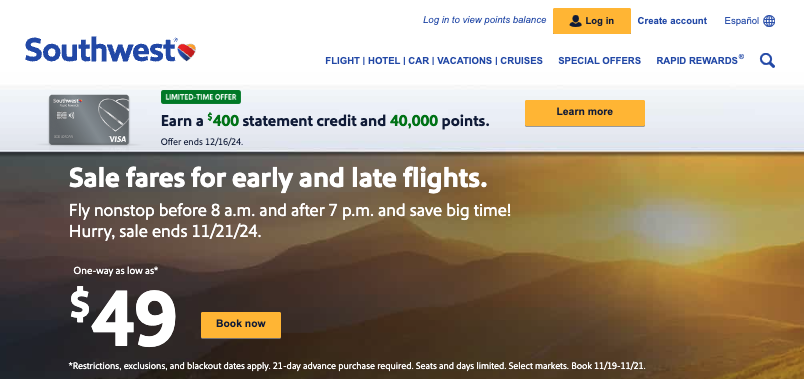 Log in to view points balance Log in Create account Español
Southwest®
FLIGHT | HOTEL | CAR | VACATIONS | CRUISES SPECIAL OFFERS RAPID REWARDS®
LIMITED-TIME OFFER
Southwest
VISA
Earn a $400 statement credit and 40,000 points.
Learn more
Offer ends 12/16/24.
Sale fares for early and late flights.
Fly nonstop before 8 a.m. and after 7 p.m. and save big time!
Hurry, sale ends 11/21/24.
One-way as low as*
$49
Book now
*Restrictions, exclusions, and blackout dates apply. 21-day advance purchase required. Seats and days limited. Select markets. Book 11/19-11/21.